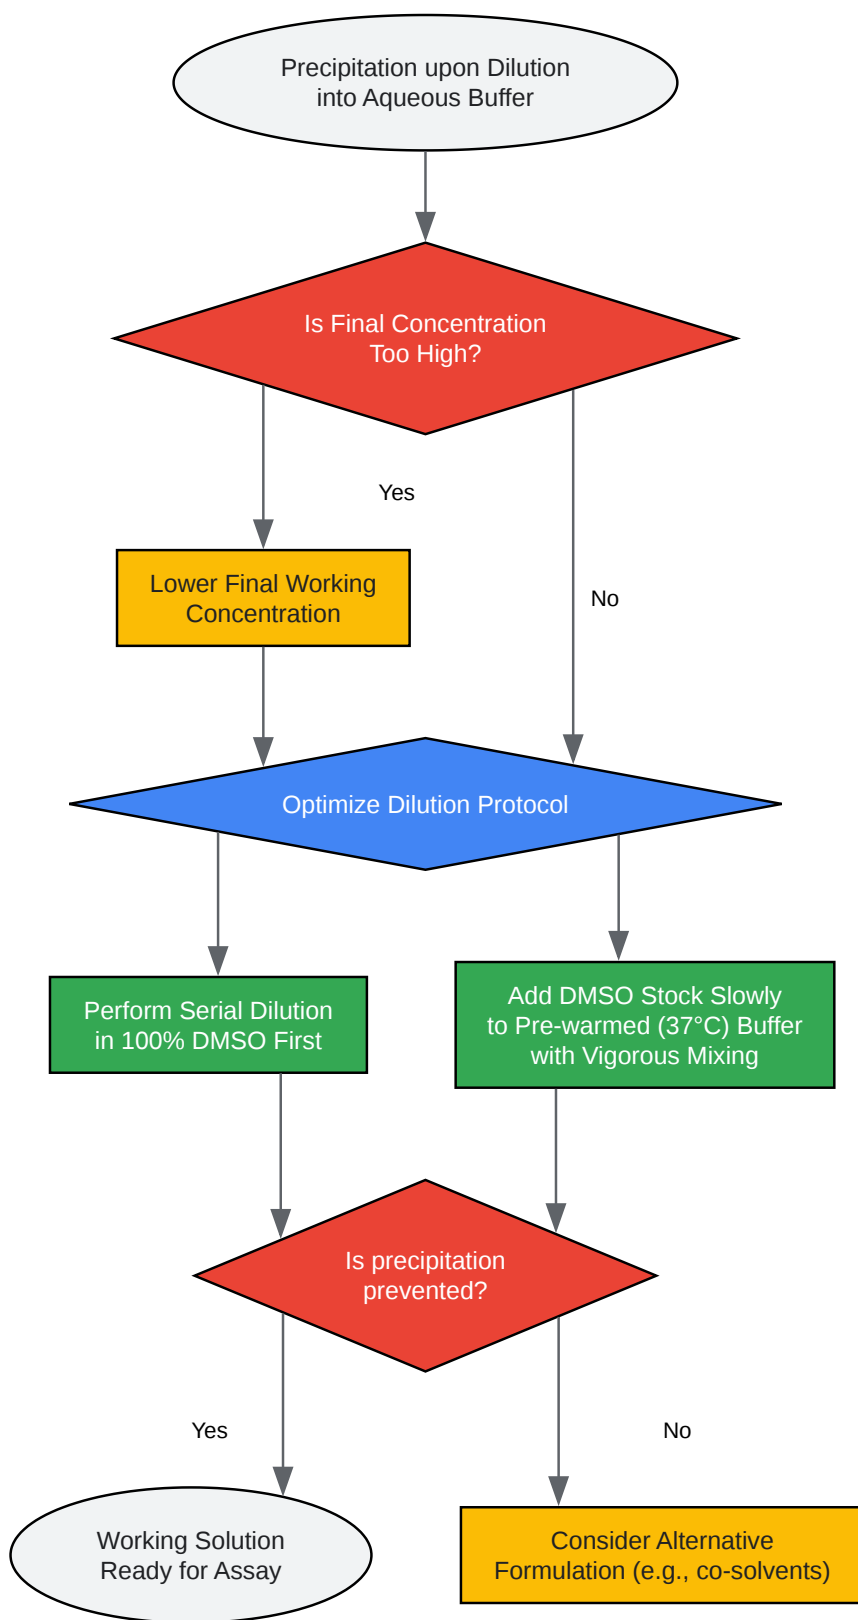 Precipitation upon Dilution
into Aqueous Buffer
Is Final Concentration
Too High?
Yes
Lower Final Working
Concentration
No
Optimize Dilution Protocol
Perform Serial Dilution
in 100% DMSO First
Add DMSO Stock Slowly
to Pre-warmed (37°C) Buffer
with Vigorous Mixing
Is precipitation
prevented?
Yes
No
Working Solution
Ready for Assay
Consider Alternative
Formulation (e.g., co-solvents)